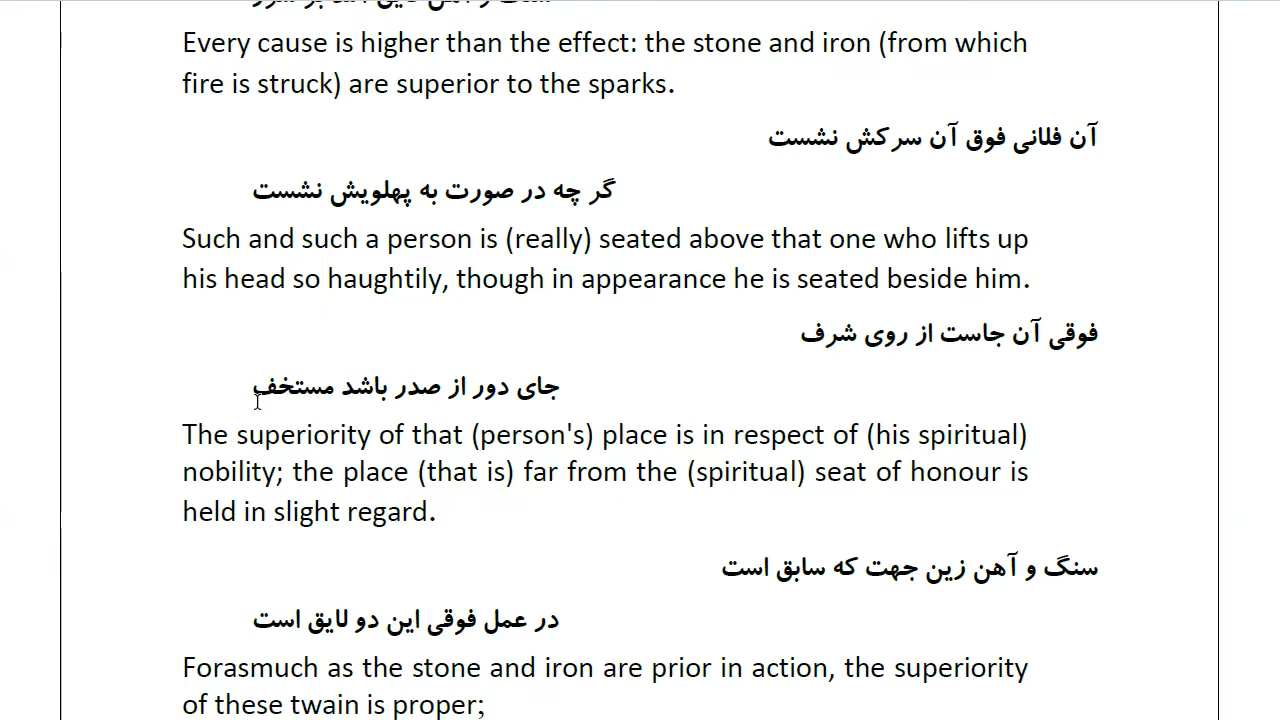 Every cause is higher than the effect: the stone and iron (from which
fire is struck) are superior to the sparks.
آن فلانی فوق آن سرکش نشست
گر چه در صورت به پهلویش نشست
Such and such a person is (really) seated above that one who lifts up
his head so haughtily, though in appearance he is seated beside him.
فوقی آن جاست از روی شرف
جای دور از صدر باشد مستخف
The superiority of that (person's) place is in respect of (his spiritual)
nobility; the place (that is) far from the (spiritual) seat of honour is
held in slight regard.
سنگ و آهن زین جهت که سابق است
در عمل فوقی این دو لایق است
Forasmuch as the stone and iron are prior in action, the superiority
of these twain is proper;